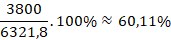 3800
6321,8 . 100% ≈ 60,11%